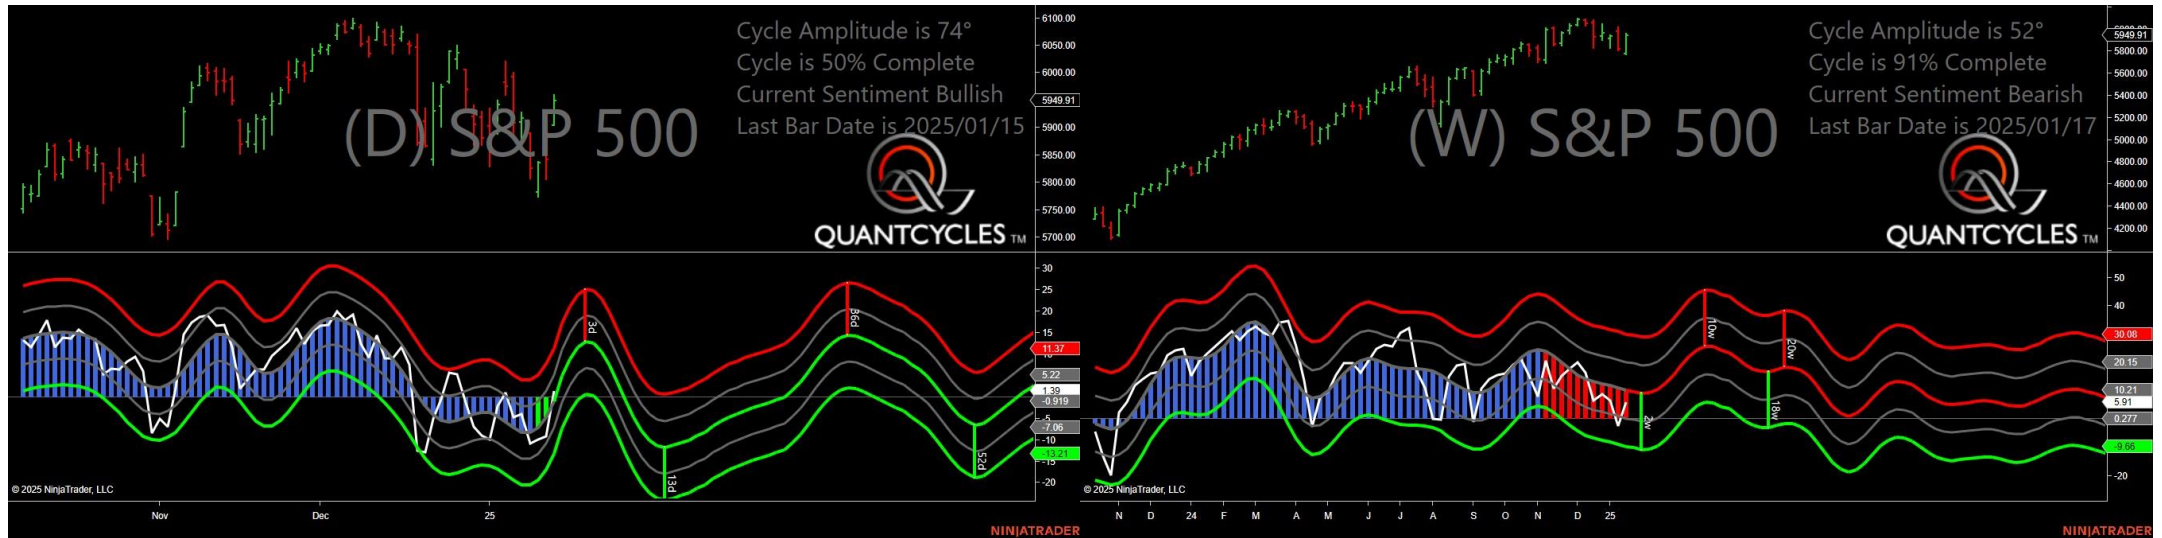 Cycle Amplitude is 74°
Cycle is 50% Complete
Current Sentiment Bullish
Last Bar Date is 2025/01/15
(D) S&P 500
QUANTCYCLES TM
6100.00
6050.00
6000.00
5949.91
5900.00
5850.00
5800.00
5750.00
5700.00
30
25
20
15
11.37
5.22
1.39
-0.919
-5
-7.06
-10
-13.21
-15
-20
3d
13d
36d
52d
© 2025 NinjaTrader, LLC
Nov
Dec
25
NINJATRADER
Cycle Amplitude is 52°
Cycle is 91% Complete
Current Sentiment Bearish
Last Bar Date is 2025/01/17
(W) S&P 500
QUANTCYCLES TM
5949.91
5800.00
5600.00
5400.00
5200.00
5000.00
4800.00
4600.00
4400.00
4200.00
50
40
30.08
20.15
10.21
5.91
0.277
-9.66
-20
2w
10w
18w
20w
© 2025 NinjaTrader, LLC
N D 24 F M A M J J A S O N D 25
NINJATRADER